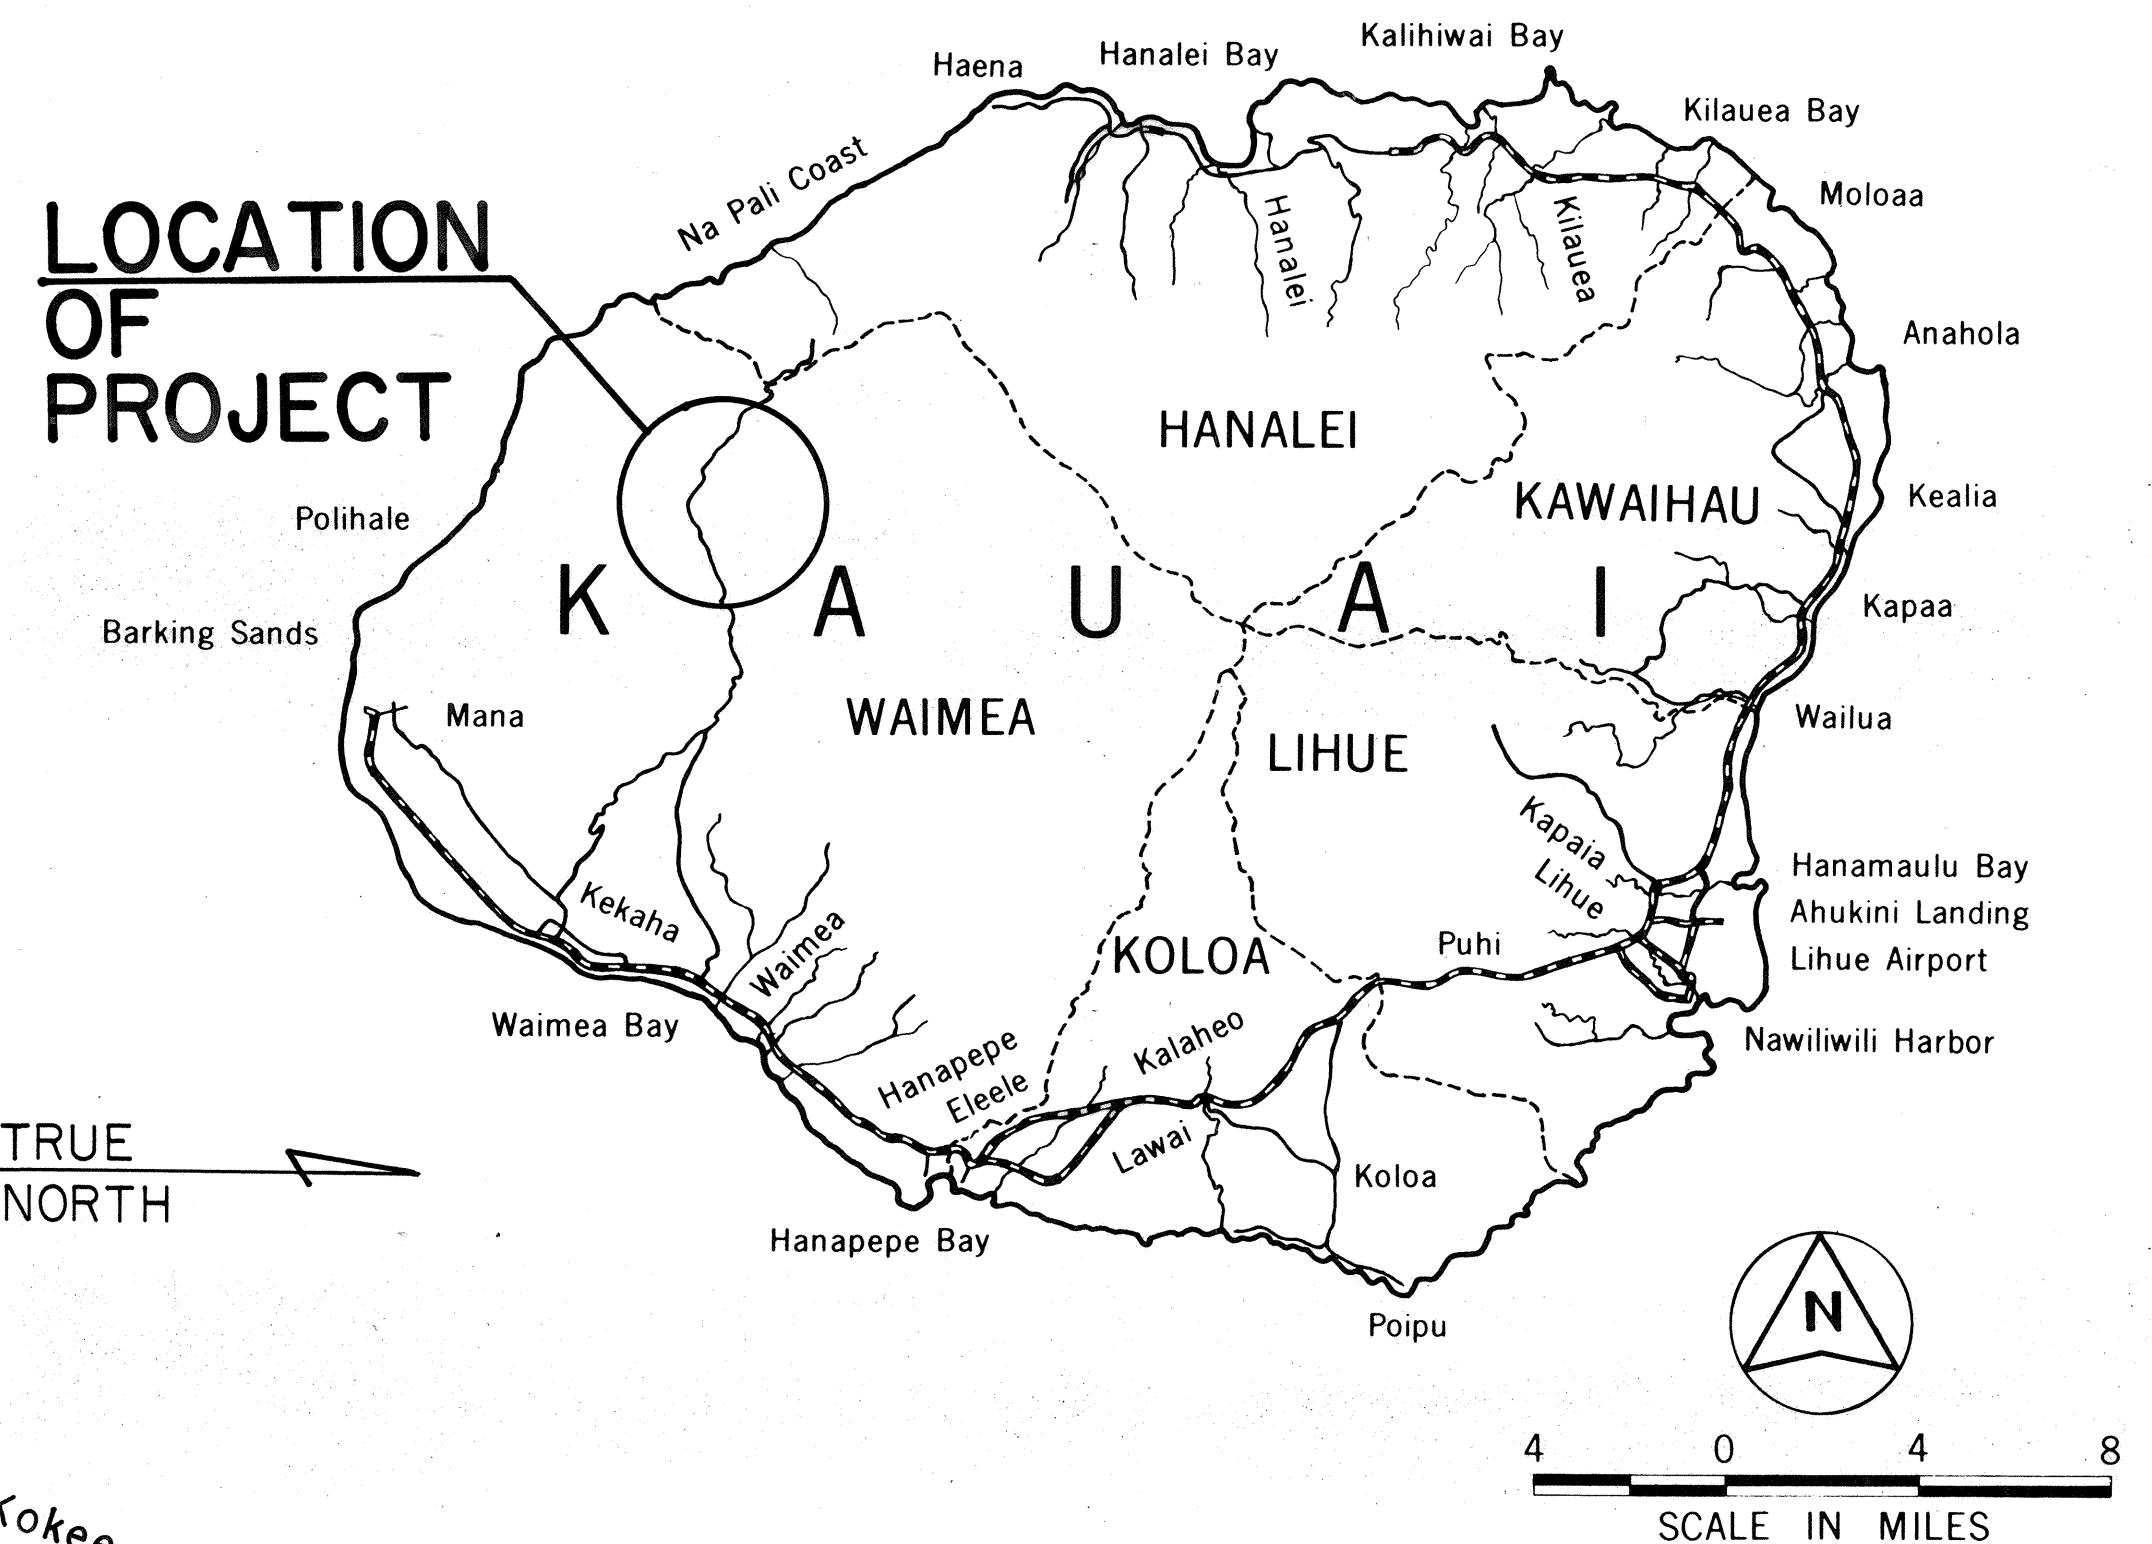 Kalihiwai Bay
Hanalei Bay
Haena
Kilauea Bay
Na Pali Coast
Moloaa
LOCATION
OF
PROJECT
Hanalei
Kilauea
Anahola
HANALEI
KAWAIHAU
Kealia
Polihale
K A U A I
Kapaa
Barking Sands
Mana
WAIMEA
Wailua
LIHUE
Kapaia
Lihue
Hanamaulu Bay
Ahukini Landing
Lihue Airport
Kekaha
Waimea
KOLOA
Puhi
Waimea Bay
Nawiliwili Harbor
Kalaheo
Hanapepe
Eleele
TRUE
NORTH
Lawai
Koloa
Hanapepe Bay
Poipu
N
4 0 4 8
SCALE IN MILES
Kokee